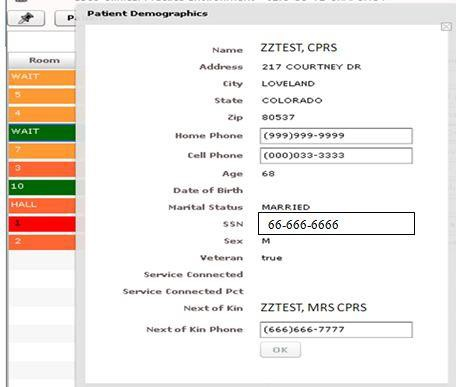 Patient Demographics
P
Room
WAIT
5
4
WAIT
7
3
10
HALL
1
2
Name ZZTEST, CPRS
Address 217 COURTNEY DR
City LOVELAND
State COLORADO
Zip 80537
Home Phone (999)999-9999
Cell Phone (000)033-3333
Age 68
Date of Birth
Marital Status MARRIED
SSN 66-666-6666
Sex M
Veteran true
Service Connected
Service Connected Pct
Next of Kin ZZTEST, MRS CPRS
Next of Kin Phone (666)666-7777
OK